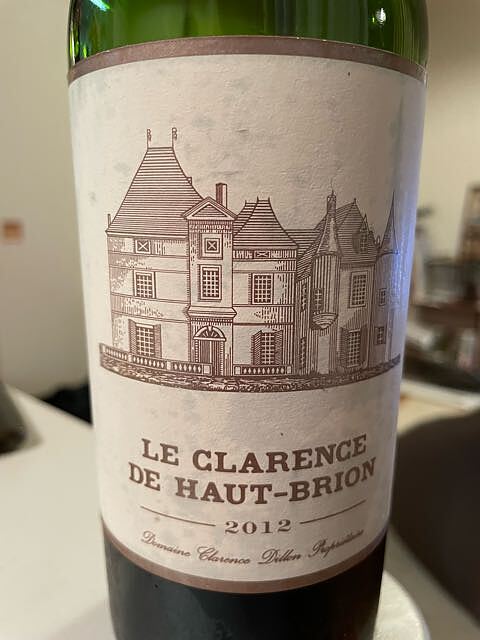 LE CLARENCE
DE HAUT-BRION
2012
Domaine Clarence Dillon Propriétaire